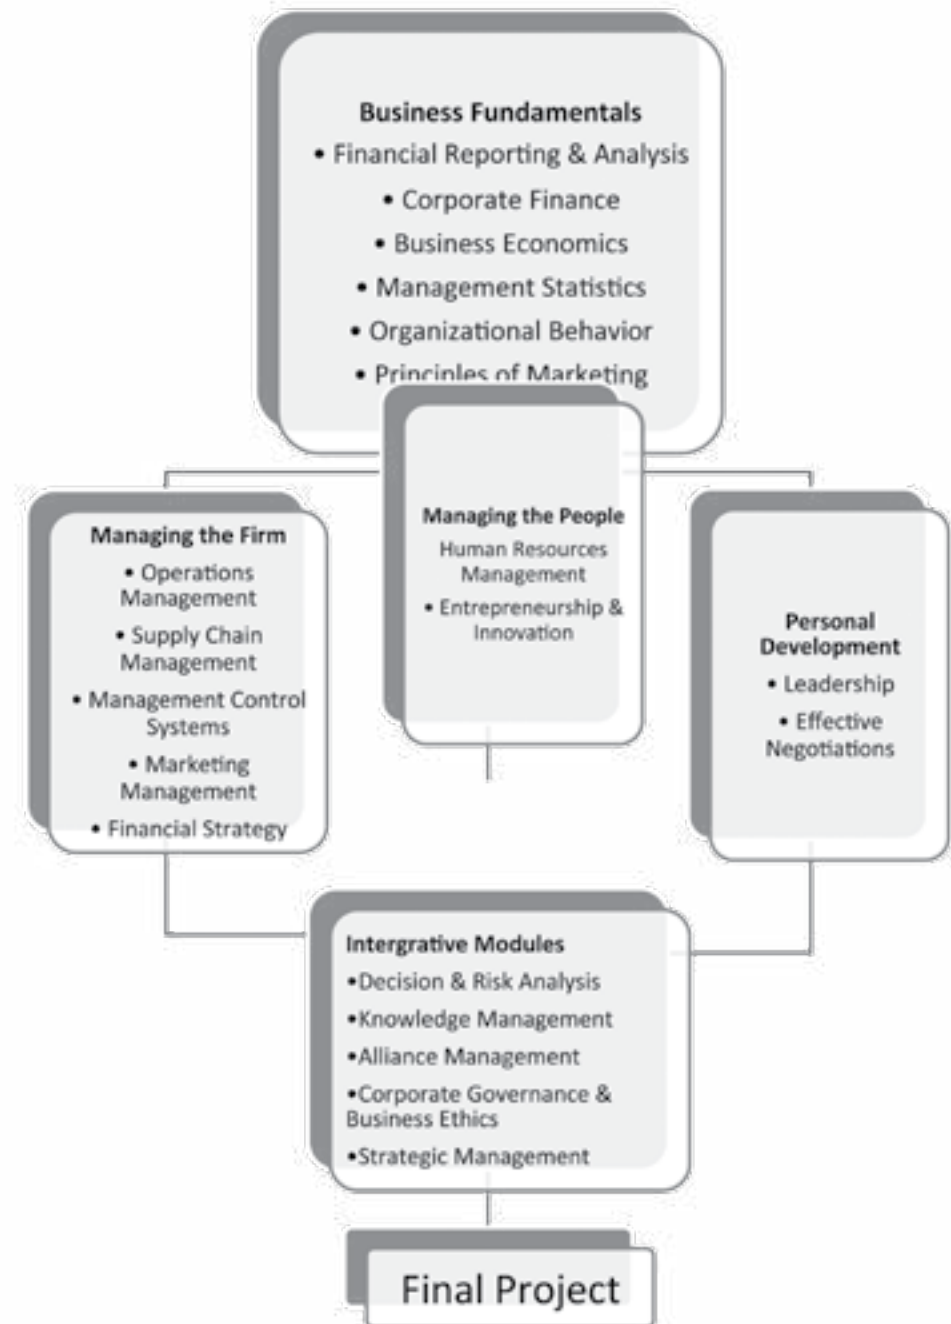 Business Fundamentals
• Financial Reporting & Analysis
• Corporate Finance
• Business Economics
• Management Statistics
• Organizational Behavior
• Principles of Marketing
Managing the Firm
• Operations
Management
• Supply Chain
Management
• Management Control
Systems
• Marketing
Management
• Financial Strategy
Managing the People
Human Resources
Management
• Entrepreneurship &
Innovation
Personal
Development
• Leadership
• Effective
Negotiations
Intergrative Modules
•Decision & Risk Analysis
•Knowledge Management
•Alliance Management
•Corporate Governance &
Business Ethics
•Strategic Management
Final Project